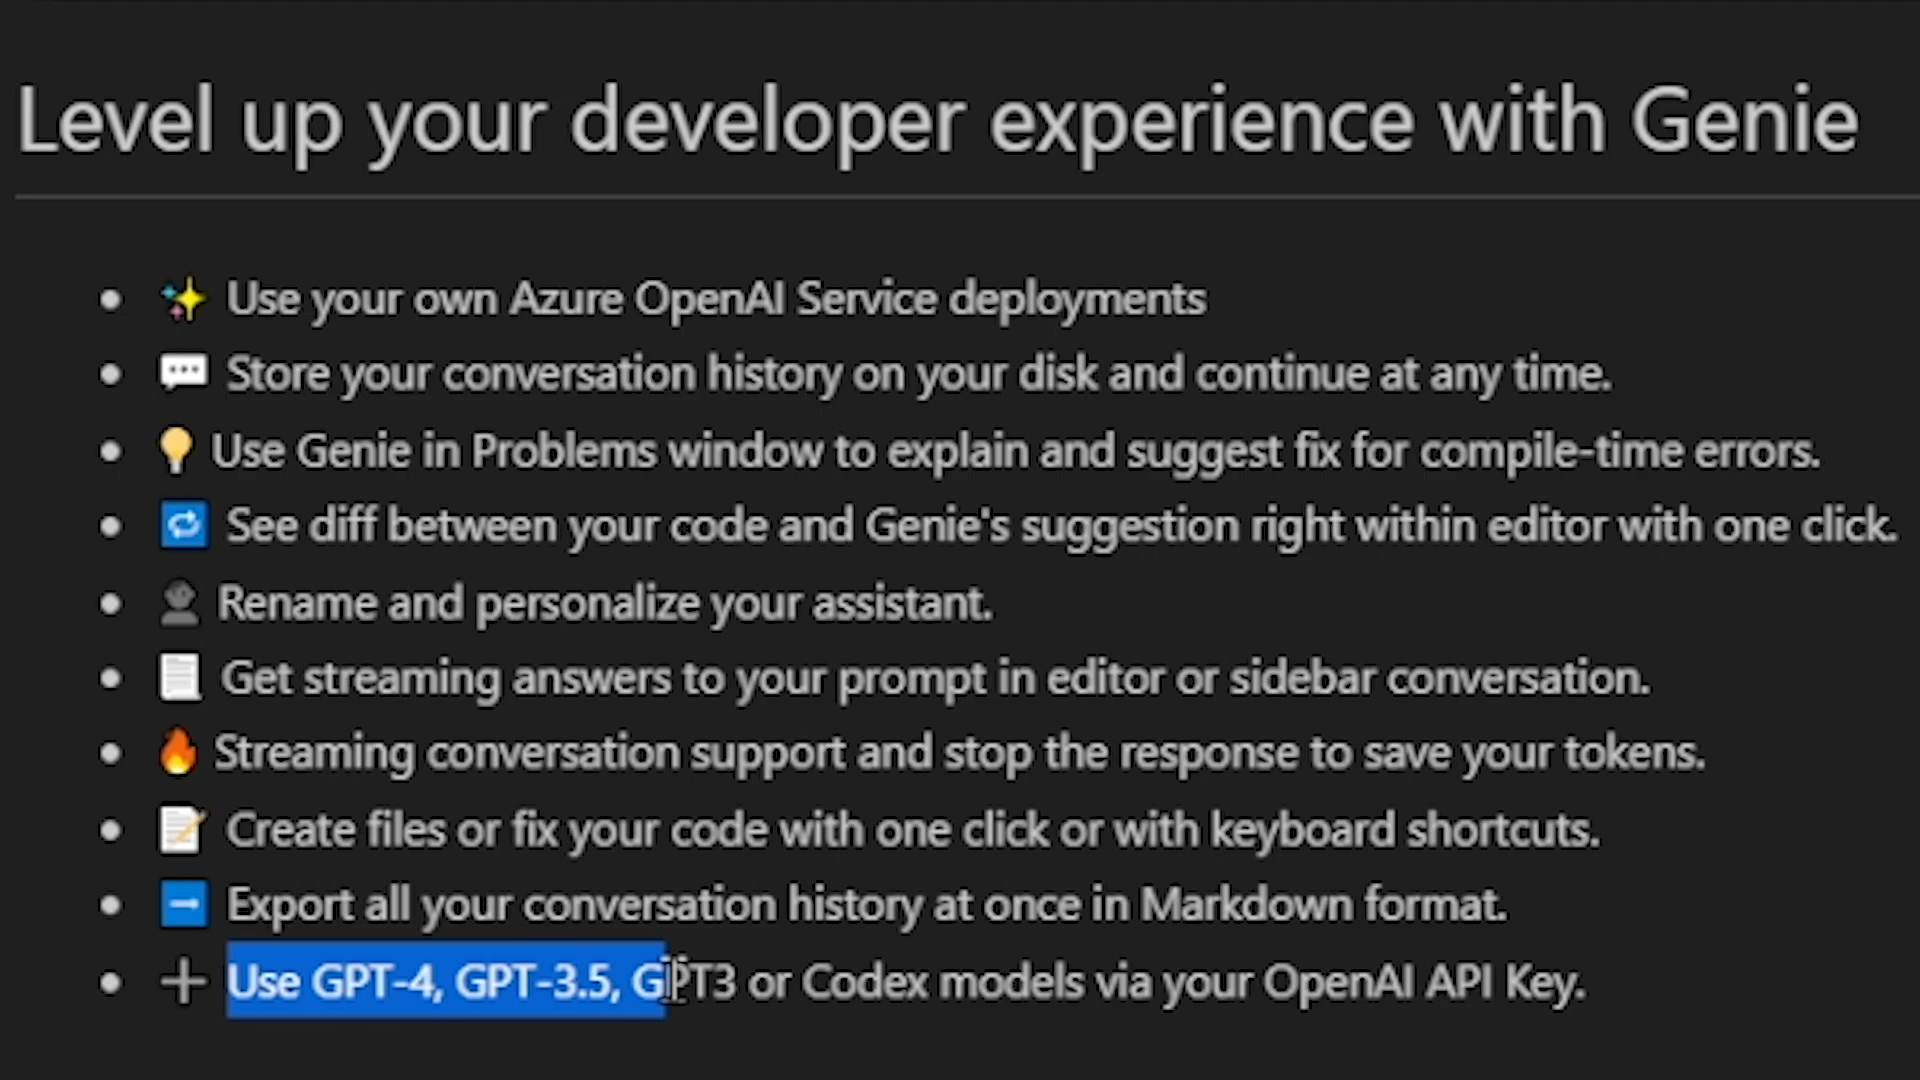 Level up your developer experience with Genie
Use your own Azure OpenAI Service deployments
Store your conversation history on your disk and continue at any time.
Use Genie in Problems window to explain and suggest fix for compile-time errors.
See diff between your code and Genie's suggestion right within editor with one click.
Rename and personalize your assistant.
Get streaming answers to your prompt in editor or sidebar conversation.
Streaming conversation support and stop the response to save your tokens.
Create files or fix your code with one click or with keyboard shortcuts.
Export all your conversation history at once in Markdown format.
Use GPT-4, GPT-3.5, GPT3 or Codex models via your OpenAI API Key.